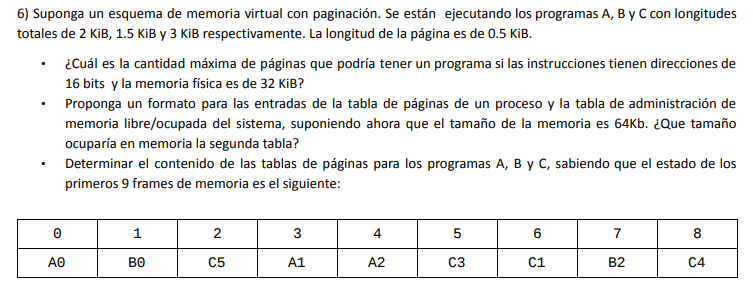 6) Suponga un esquema de memoria virtual con paginación. Se están ejecutando los programas A, B y C con longitudes
totales de 2 KiB, 1.5 KiB y 3 KiB respectivamente. La longitud de la página es de 0.5 KiB.
• ¿Cuál es la cantidad máxima de páginas que podría tener un programa si las instrucciones tienen direcciones de
16 bits y la memoria física es de 32 KiB?
• Proponga un formato para las entradas de la tabla de páginas de un proceso y la tabla de administración de
memoria libre/ocupada del sistema, suponiendo ahora que el tamaño de la memoria es 64Kb. ¿Que tamaño
ocuparía en memoria la segunda tabla?
• Determinar el contenido de las tablas de páginas para los programas A, B y C, sabiendo que el estado de los
primeros 9 frames de memoria es el siguiente:
0 1 2 3 4 5 6 7 8
A0 B0 C5 A1 A2 C3 C1 B2 C4